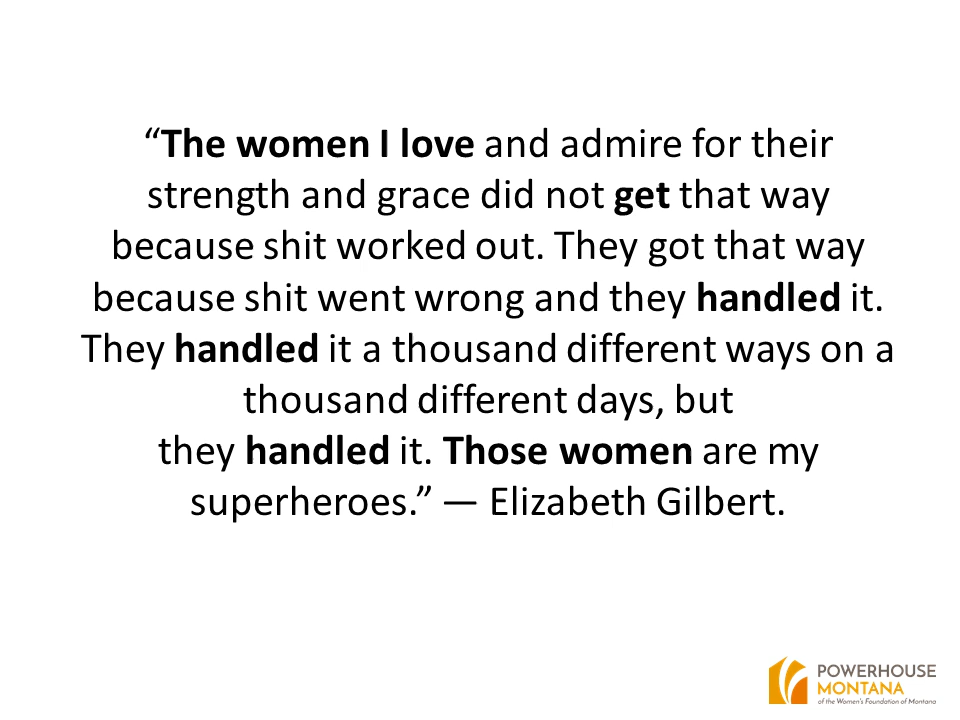 “The women I love and admire for their
strength and grace did not get that way
because shit worked out. They got that way
because shit went wrong and they handled it.
They handled it a thousand different ways on a
thousand different days, but
they handled it. Those women are my
superheroes.” — Elizabeth Gilbert.
POWERHOUSE
MONTANA
of the Women's Foundation of Montana